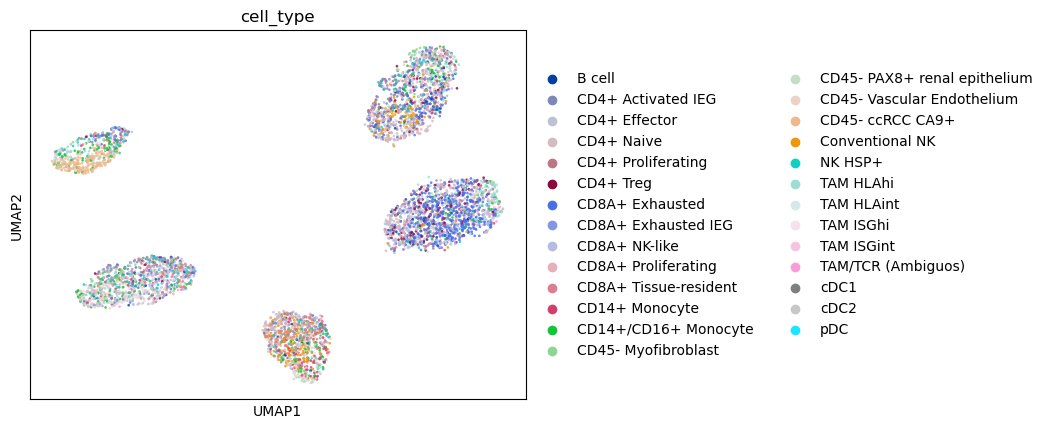 cell_type
UMAP2
UMAP1
B cell
CD4+ Activated IEG
CD4+ Effector
CD4+ Naive
CD4+ Proliferating
CD4+ Treg
CD8A+ Exhausted
CD8A+ Exhausted IEG
CD8A+ NK-like
CD8A+ Proliferating
CD8A+ Tissue-resident
CD14+ Monocyte
CD14+/CD16+ Monocyte
CD45- Myofibroblast
CD45- PAX8+ renal epithelium
CD45- Vascular Endothelium
CD45- ccRCC CA9+
Conventional NK
NK HSP+
TAM HLAhi
TAM HLAint
TAM ISGhi
TAM ISGint
TAM/TCR (Ambiguos)
cDC1
cDC2
pDC